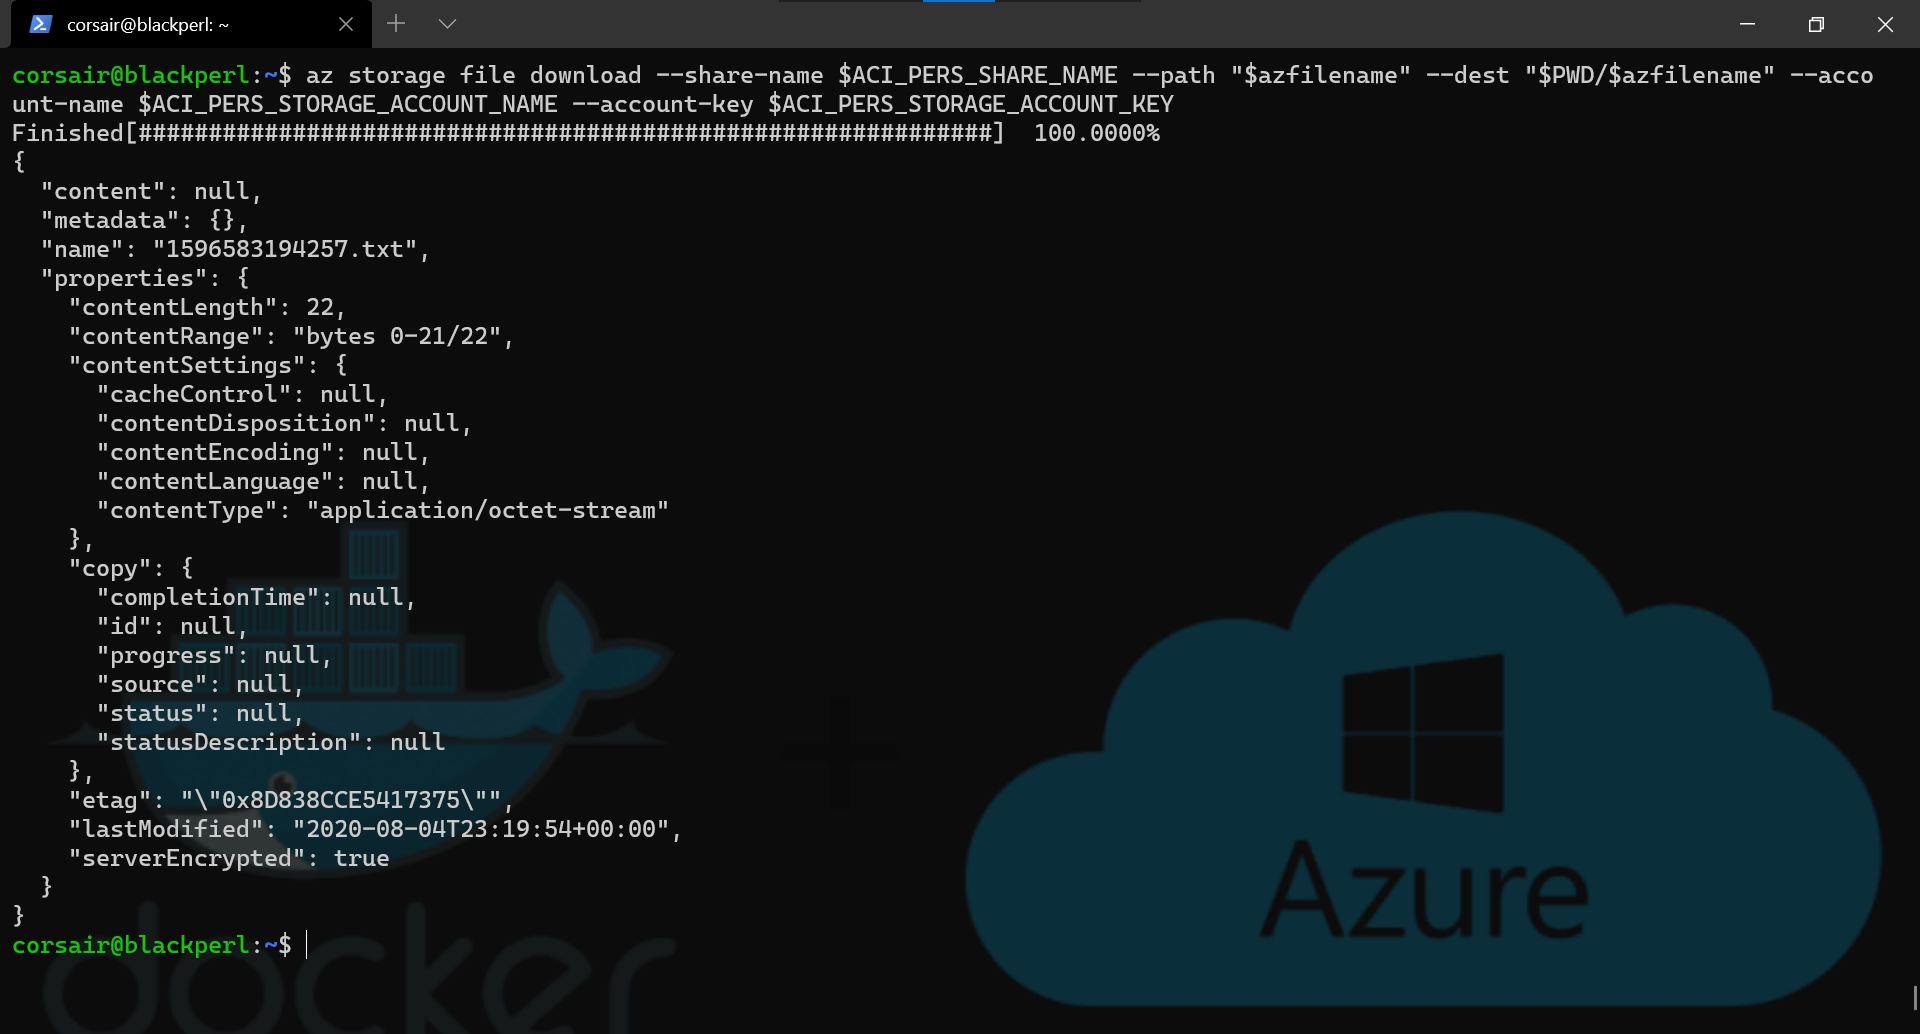 corsair@blackperl: ~
corsair@blackperl:~$ az storage file download --share-name $ACI_PERS_SHARE_NAME --path "$azfilename" --dest "$PWD/$azfilename" --acco
unt-name $ACI_PERS_STORAGE_ACCOUNT_NAME --account-key $ACI_PERS_STORAGE_ACCOUNT_KEY
Finished[#############################################################]  100.0000%
{
  "content": null,
  "metadata": {},
  "name": "1596583194257.txt",
  "properties": {
    "contentLength": 22,
    "contentRange": "bytes 0-21/22",
    "contentSettings": {
      "cacheControl": null,
      "contentDisposition": null,
      "contentEncoding": null,
      "contentLanguage": null,
      "contentType": "application/octet-stream"
    },
    "copy": {
      "completionTime": null,
      "id": null,
      "progress": null,
      "source": null,
      "status": null,
      "statusDescription": null
    },
    "etag": "\"0x8D838CCE5417375\"",
    "lastModified": "2020-08-04T23:19:54+00:00",
    "serverEncrypted": true
  }
}
corsair@blackperl:~$
docker
+
Azure